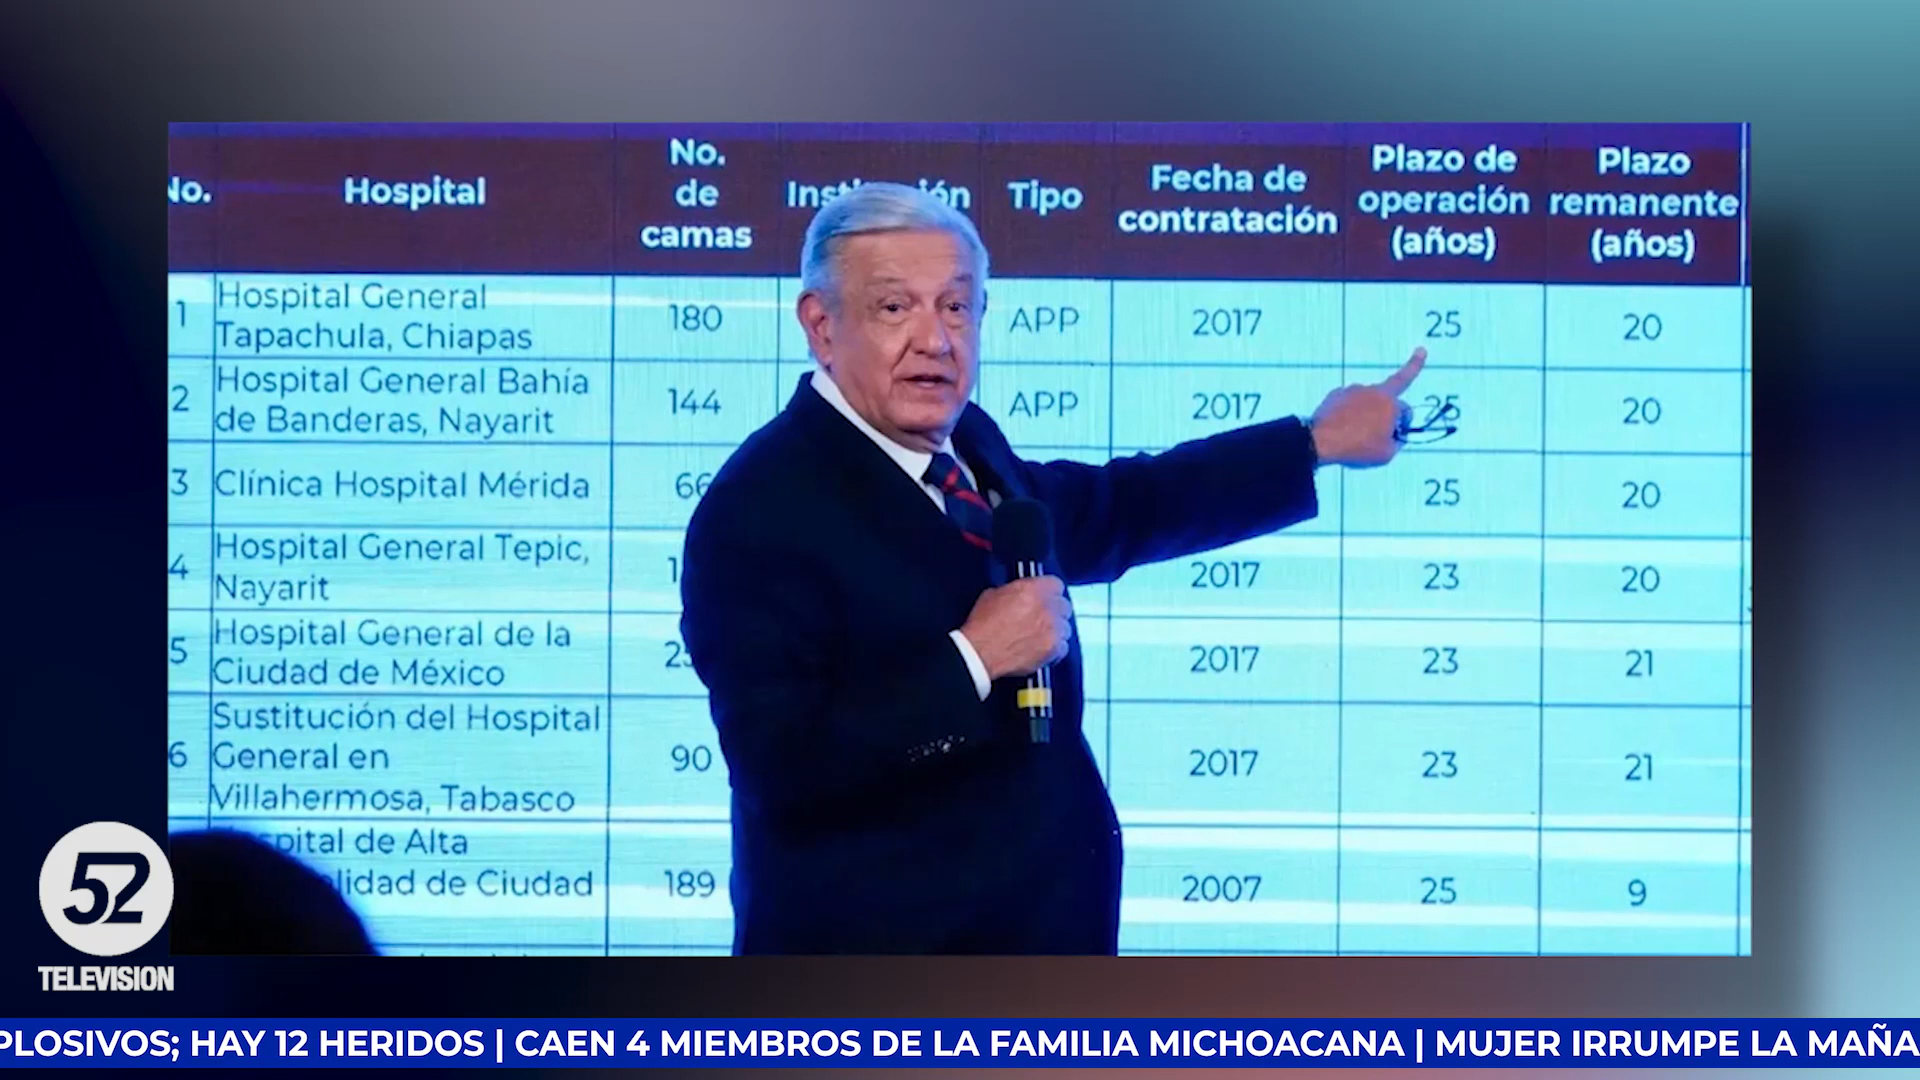 No.
Hospital
No.
de
camas
Tipo
Fecha de
contratación
Plazo de
operación
(años)
Plazo
remanente
(años)
1
Hospital General
Tapachula, Chiapas
180
APP
2017
25
20
2
Hospital General Bahía
de Banderas, Nayarit
144
APP
2017
25
20
3
Clínica Hospital Mérida
66
25
20
4
Hospital General Tepic,
Nayarit
2017
23
20
5
Hospital General de la
Ciudad de México
2017
23
21
6
Sustitución del Hospital
General en
Villahermosa, Tabasco
90
2017
23
21
de Alta
de Ciudad
189
2007
25
9
52
TELEVISION
PLOSIVOS; HAY 12 HERIDOS | CAEN 4 MIEMBROS DE LA FAMILIA MICHOACANA | MUJER IRRUMPE LA MAÑA